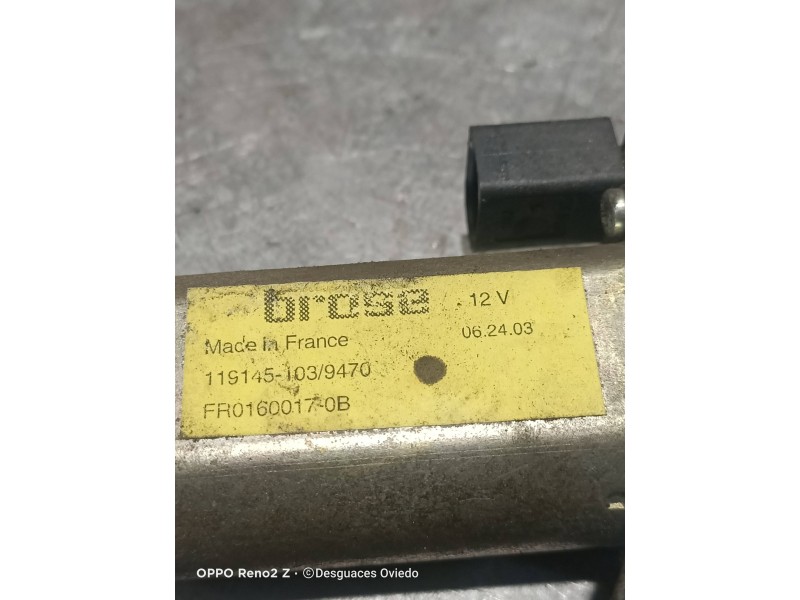 brose
12 V
Made in France
06.24.03
119145-103/9470
FR0160017-0B
OPPO Reno2 Z · ©Desguaces Oviedo